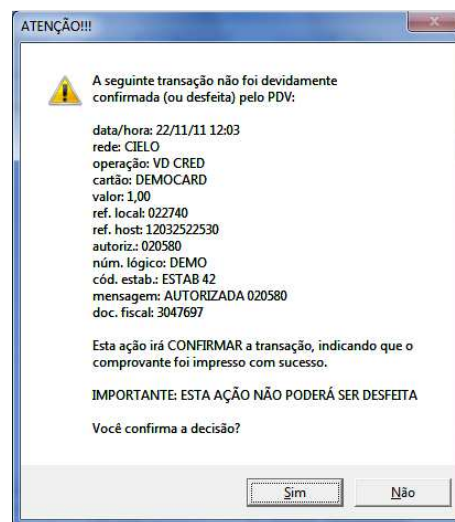 ATENÇÃO!!!
A seguinte transação não foi devidamente
confirmada (ou desfeita) pelo PDV:
data/hora: 22/11/11 12:03
rede: CIELO
operação: VD CRED
cartão: DEMOCARD
valor: 1,00
ref. local: 022740
ref. host: 12032522530
autoriz.: 020580
núm. lógico: DEMO
cód. estab.: ESTAB 42
mensagem: AUTORIZADA 020580
doc. fiscal: 3047697
Esta ação irá CONFIRMAR a transação, indicando que o
comprovante foi impresso com sucesso.
IMPORTANTE: ESTA AÇÃO NÃO PODERÁ SER DESFEITA
Você confirma a decisão?
Sim
Não